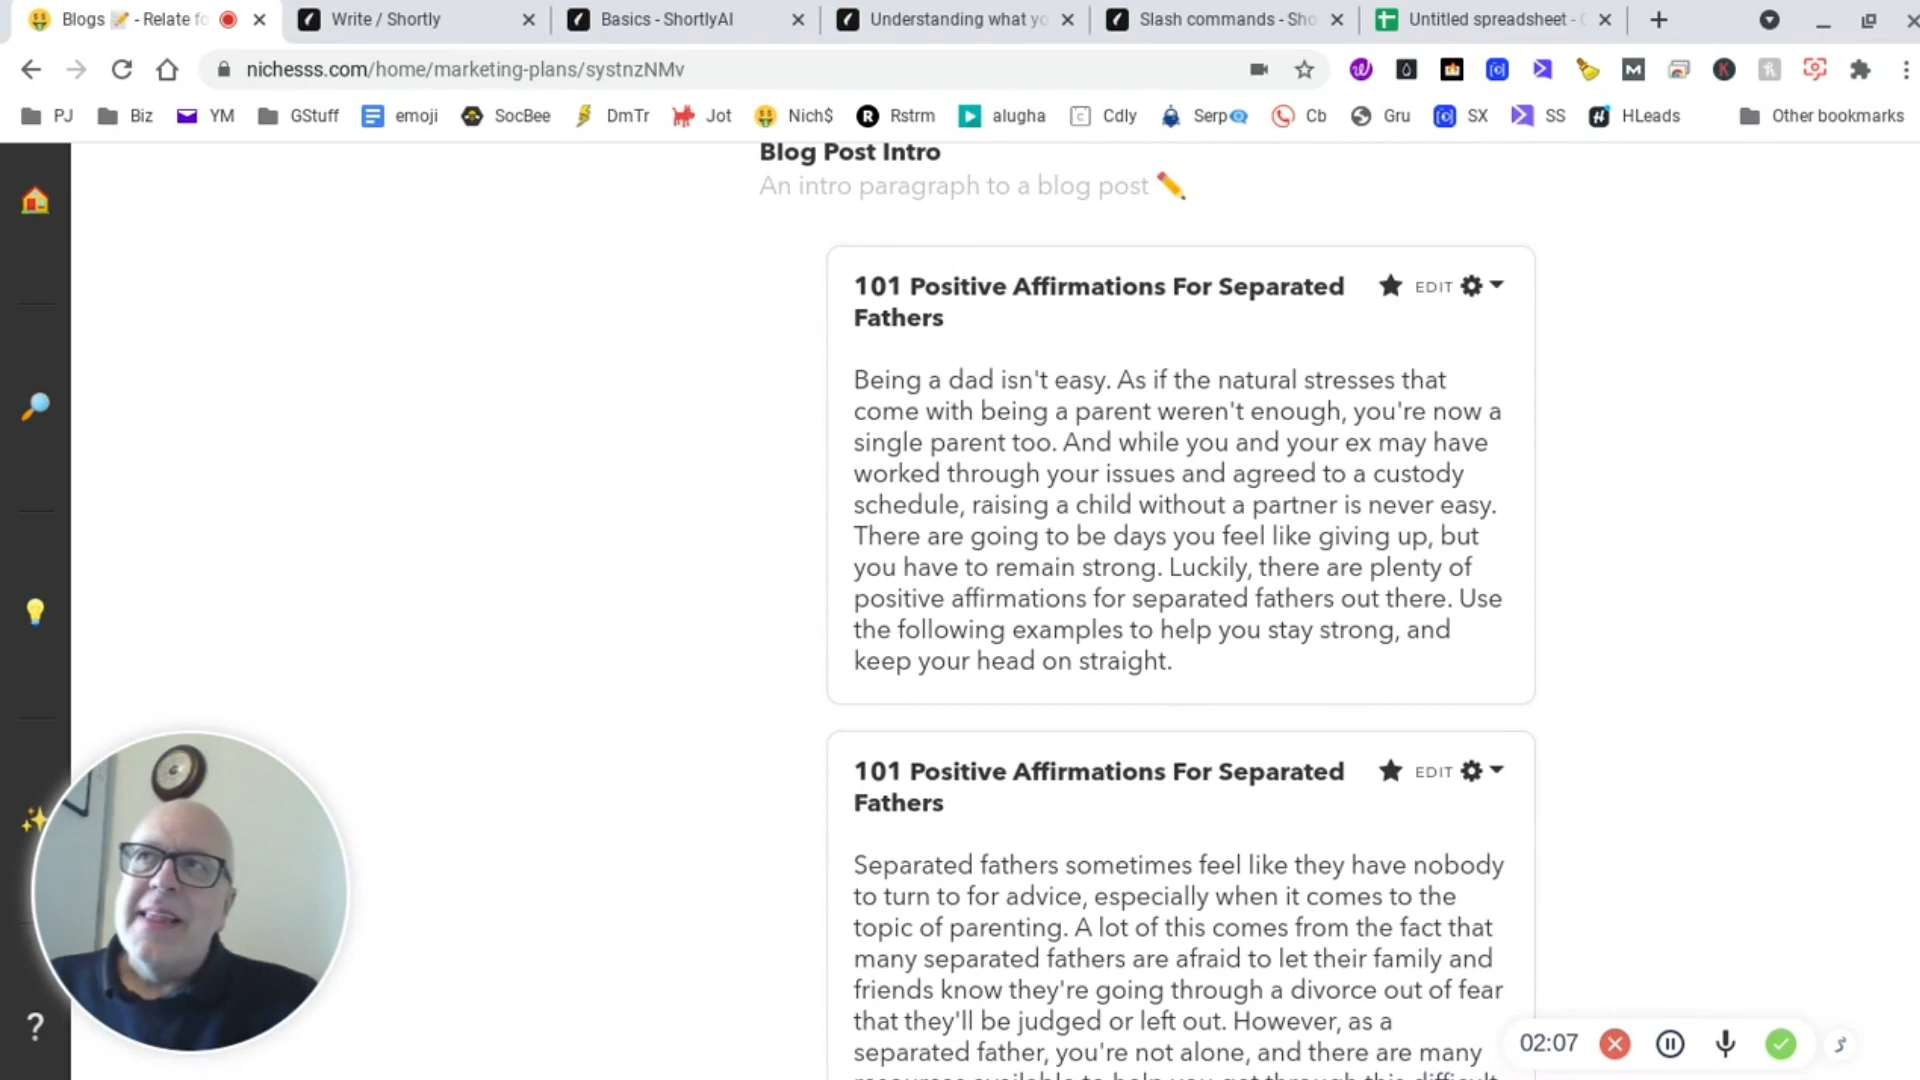 Blogs 📝 - Relate fo
Write / Shortly
Basics - ShortlyAI
Understanding what yo
Slash commands - Sho
Untitled spreadsheet -
nichesss.com/home/marketing-plans/systnzNMv
PJ
Biz
YM
GStuff
emoji
SocBee
DmTr
Jot
Nich$
Rstrm
alugha
Cdly
Serp
Cb
Gru
SX
SS
HLeads
Other bookmarks
Blog Post Intro
An intro paragraph to a blog post ✏️
101 Positive Affirmations For Separated
Fathers
EDIT
Being a dad isn't easy. As if the natural stresses that
come with being a parent weren't enough, you're now a
single parent too. And while you and your ex may have
worked through your issues and agreed to a custody
schedule, raising a child without a partner is never easy.
There are going to be days you feel like giving up, but
you have to remain strong. Luckily, there are plenty of
positive affirmations for separated fathers out there. Use
the following examples to help you stay strong, and
keep your head on straight.
101 Positive Affirmations For Separated
Fathers
EDIT
Separated fathers sometimes feel like they have nobody
to turn to for advice, especially when it comes to the
topic of parenting. A lot of this comes from the fact that
many separated fathers are afraid to let their family and
friends know they're going through a divorce out of fear
that they'll be judged or left out. However, as a
separated father, you're not alone, and there are many
resources available to help you get through this difficult
?
02:07